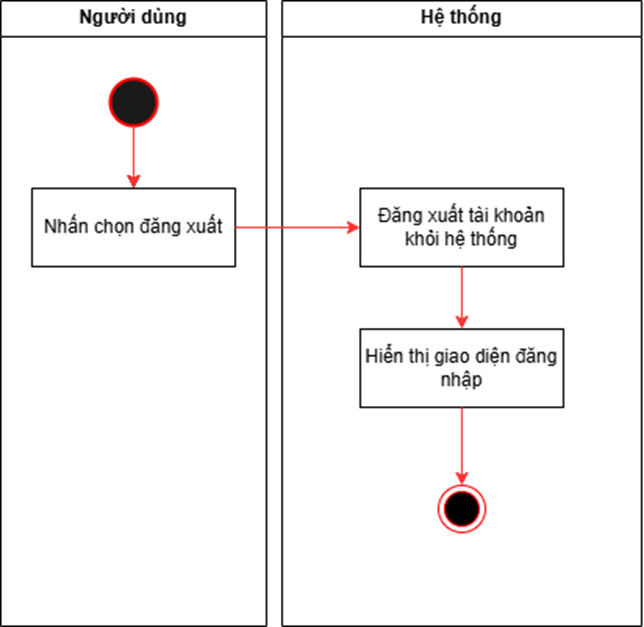 Người dùng
Hệ thống
Nhấn chọn đăng xuất
Đăng xuất tài khoản
khỏi hệ thống
Hiển thị giao diện đăng
nhập